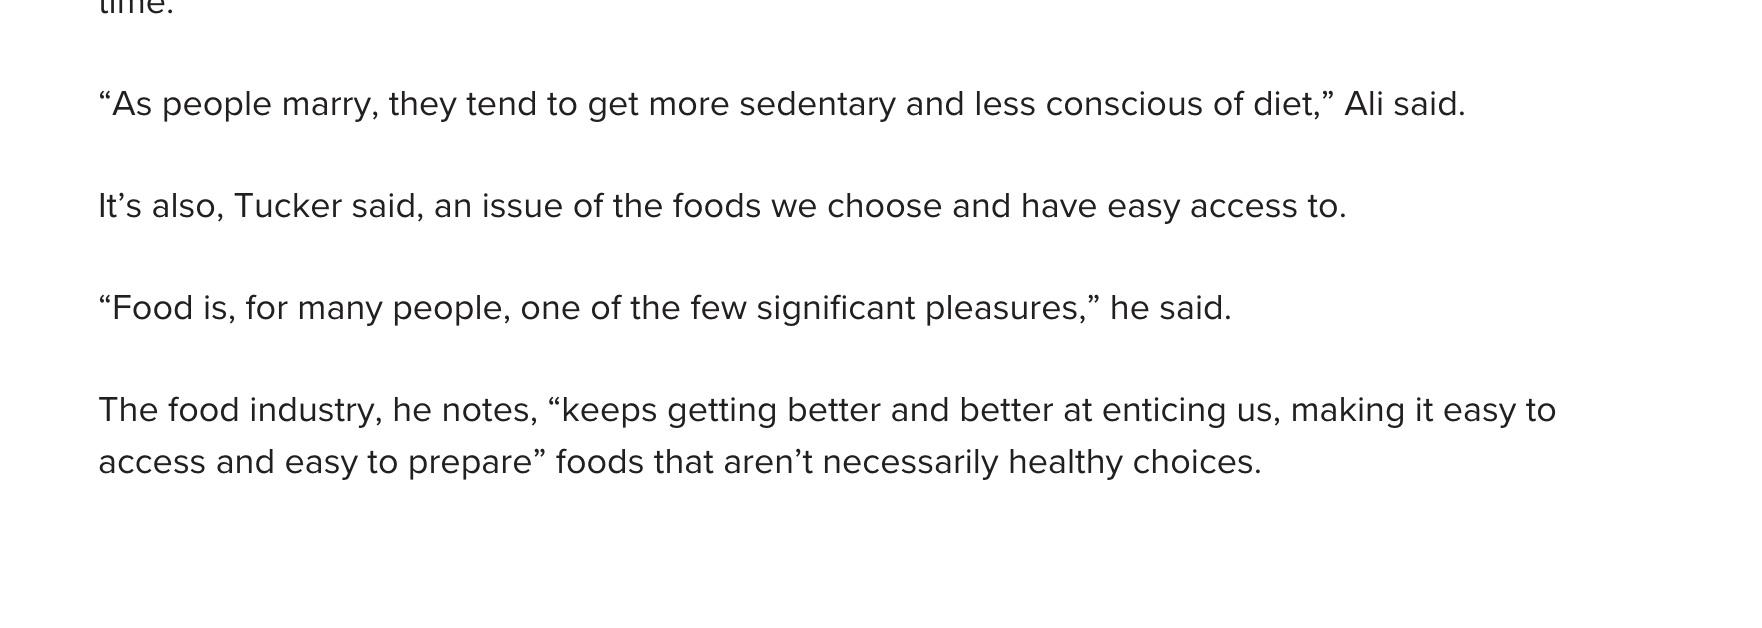 time.
“As people marry, they tend to get more sedentary and less conscious of diet,” Ali said.
It’s also, Tucker said, an issue of the foods we choose and have easy access to.
“Food is, for many people, one of the few significant pleasures,” he said.
The food industry, he notes, “keeps getting better and better at enticing us, making it easy to
access and easy to prepare” foods that aren’t necessarily healthy choices.